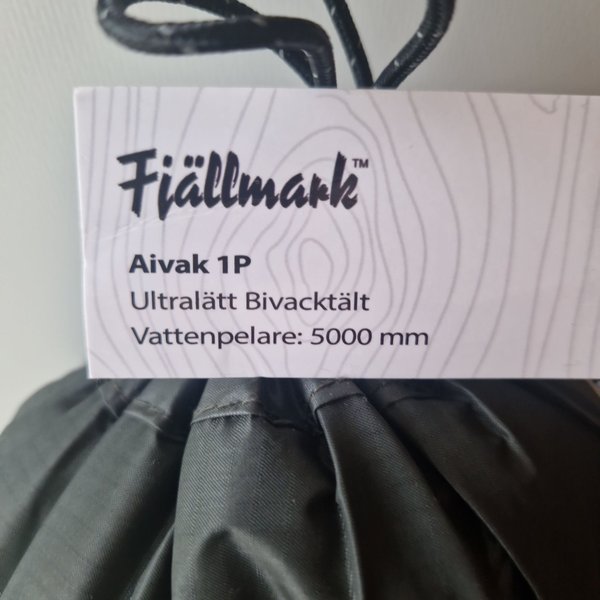 Fjällmark™
Aivak 1P
Ultralätt Bivacktält
Vattenpelare: 5000 mm